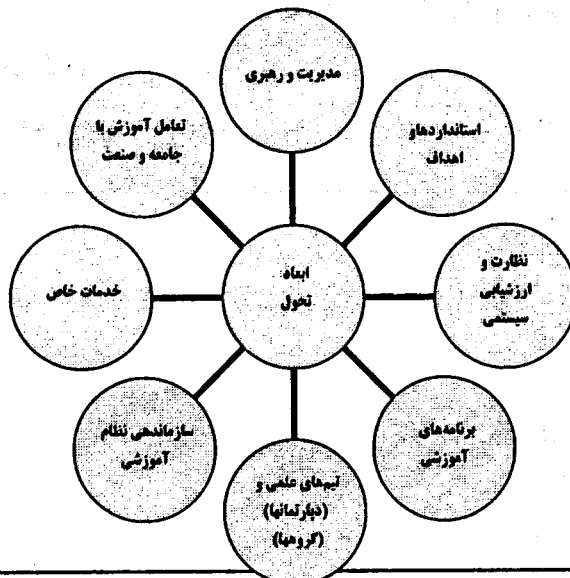 مدیریت و رهبری
استانداردهاو
اهداف
نظارت و
ارزشیابی
سیستمی
برنامه‌های
آموزشی
تیم‌های علمی و
(دپارتمانها)
(گروهها)
سازماندهی نظام
آموزشی
خدمات خاص
تعامل آموزش با
جامعه و صنعت
ابعاد
تحول